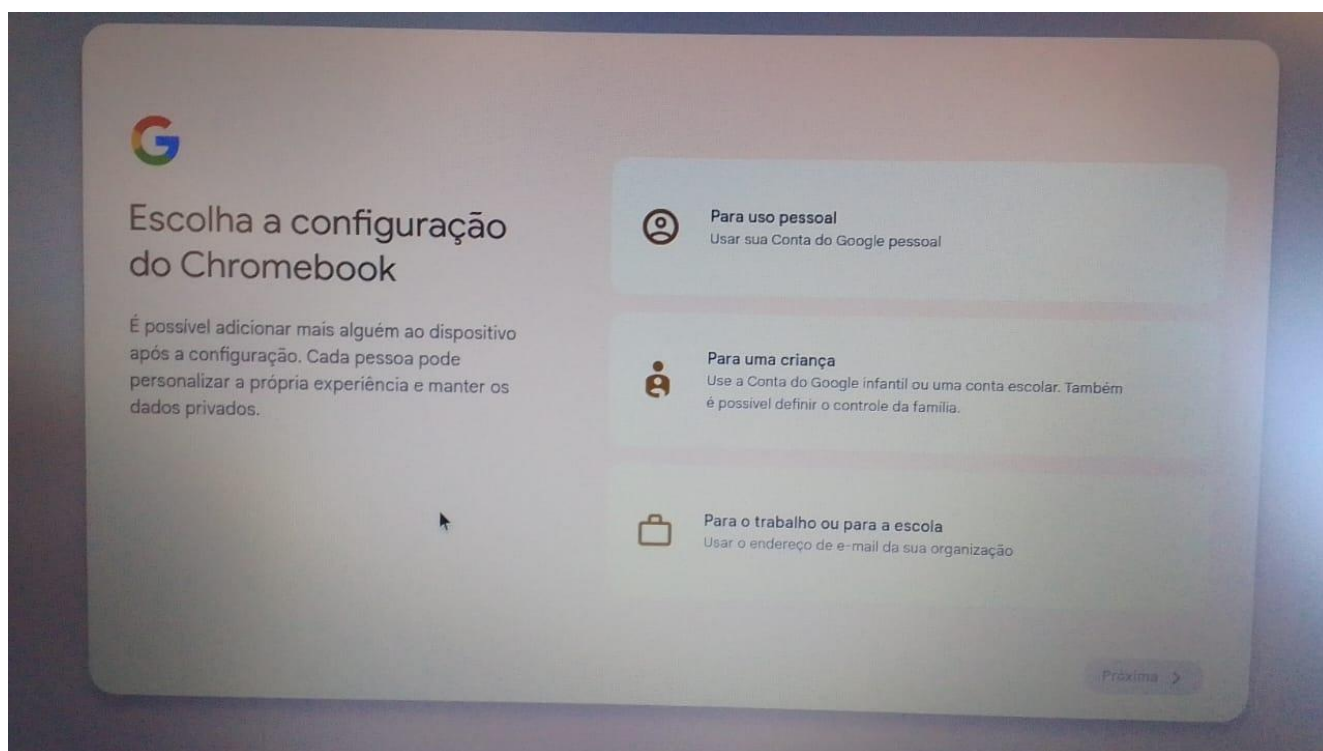 Escolha a configuração
do Chromebook
É possível adicionar mais alguém ao dispositivo
após a configuração. Cada pessoa pode
personalizar a própria experiência e manter os
dados privados.
Para uso pessoal
Usar sua Conta do Google pessoal
Para uma criança
Use a Conta do Google infantil ou uma conta escolar. Também
é possível definir o controle da família.
Para o trabalho ou para a escola
Usar o endereço de e-mail da sua organização
Próxima